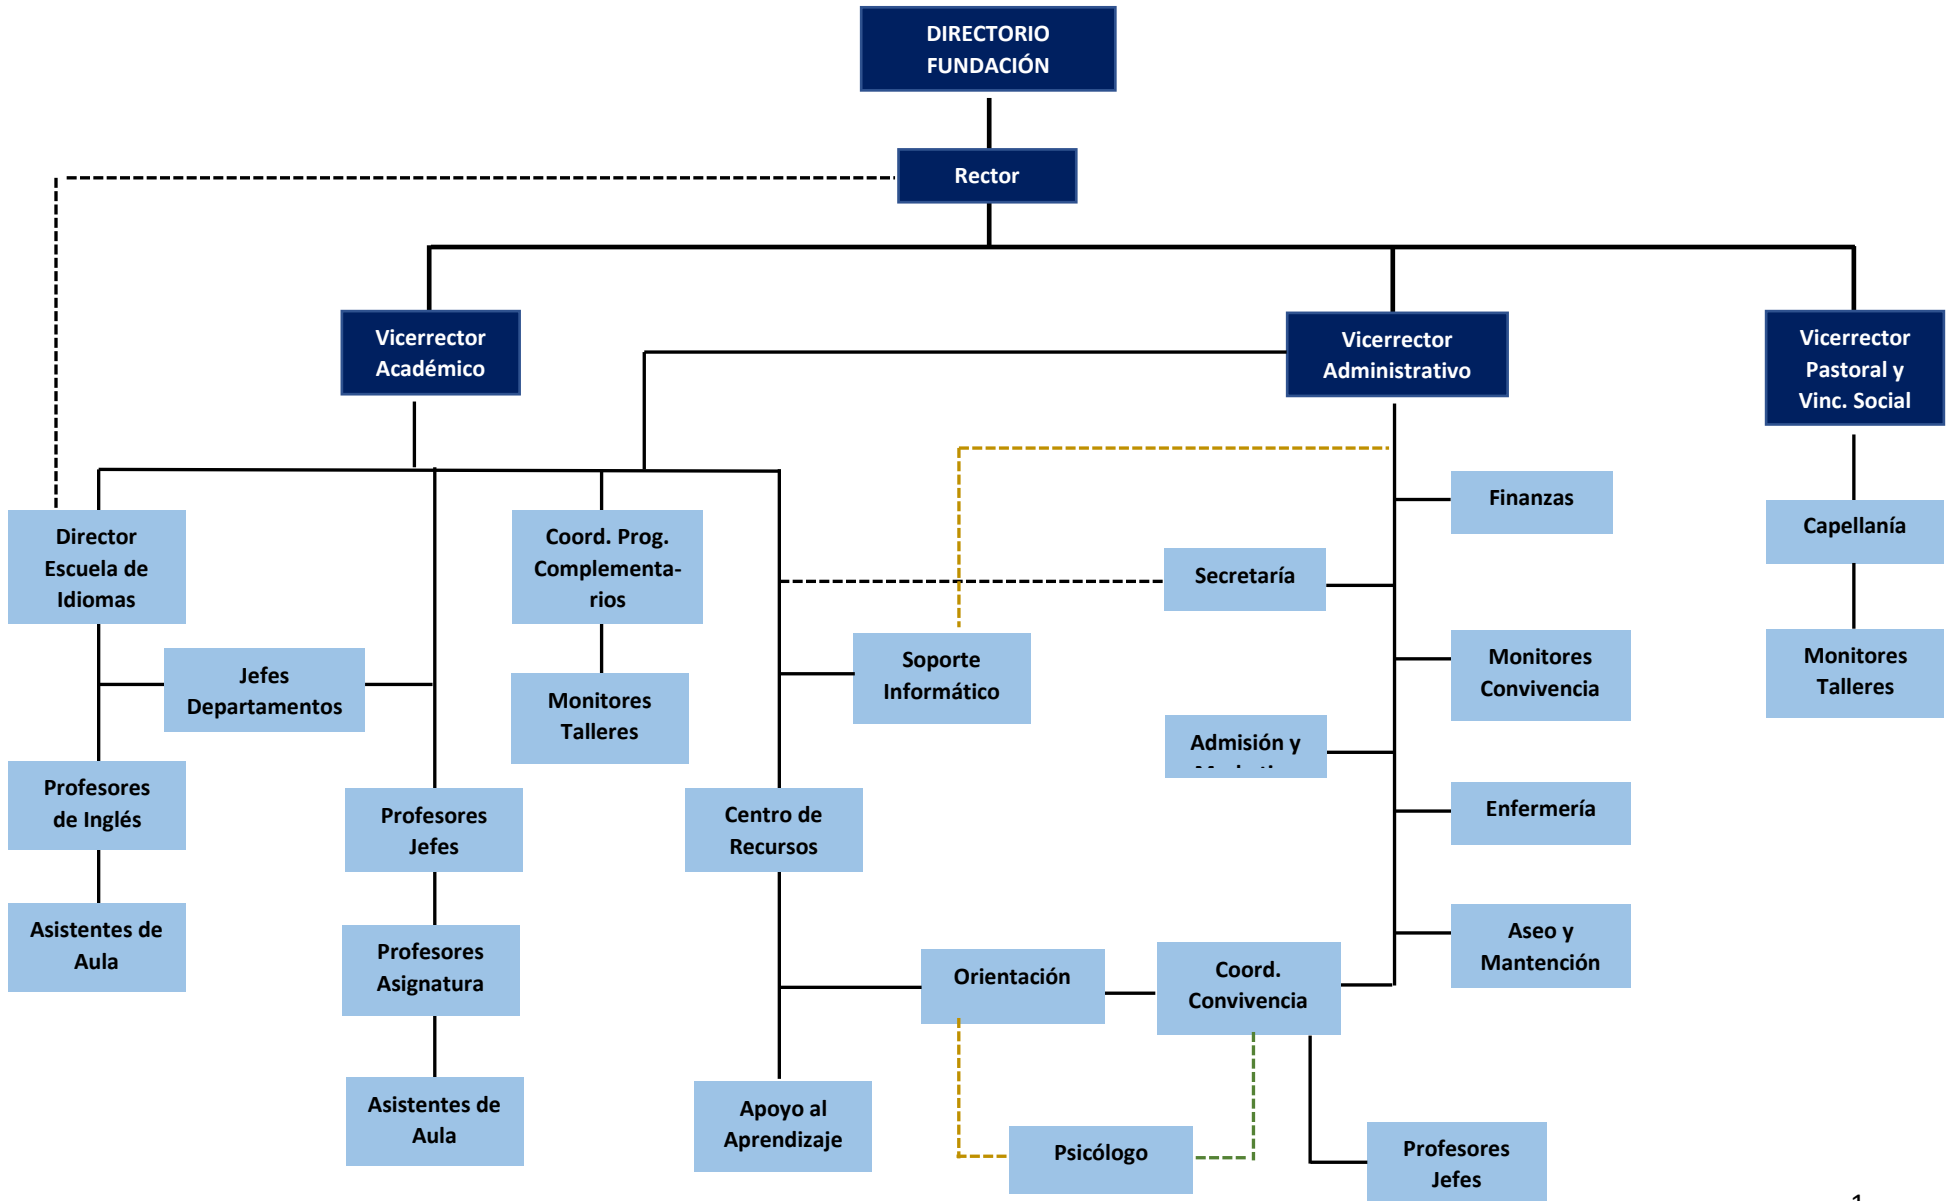 DIRECTORIO
FUNDACIÓN
Rector
Vicerrector
Académico
Vicerrector
Administrativo
Vicerrector
Pastoral y
Vinc. Social
Finanzas
Capellanía
Director
Escuela de
Idiomas
Coord. Prog.
Complementa-
rios
Secretaría
Jefes
Departamentos
Soporte
Informático
Monitores
Convivencia
Monitores
Talleres
Monitores
Talleres
Admisión y
Profesores
de Inglés
Profesores
Jefes
Centro de
Recursos
Enfermería
Asistentes de
Aula
Profesores
Asignatura
Orientación
Coord.
Convivencia
Aseo y
Mantención
Asistentes de
Aula
Apoyo al
Aprendizaje
Psicólogo
Profesores
Jefes